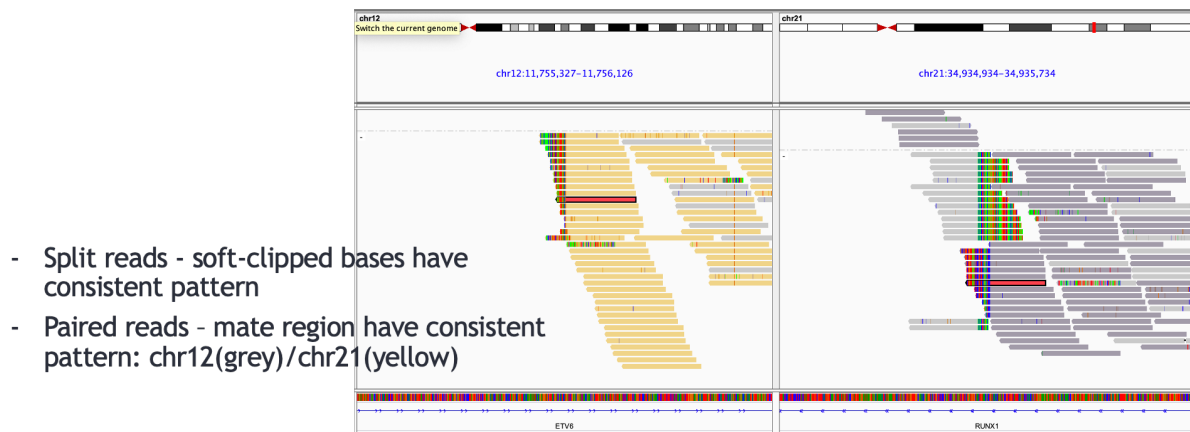 chr12
chr21
Switch the current genome
chr12:11,755,327-11,756,126
chr21:34,934,934-34,935,734
- Split reads - soft-clipped bases have
consistent pattern
- Paired reads – mate region have consistent
pattern: chr12(grey)/chr21(yellow)
ETV6
RUNX1